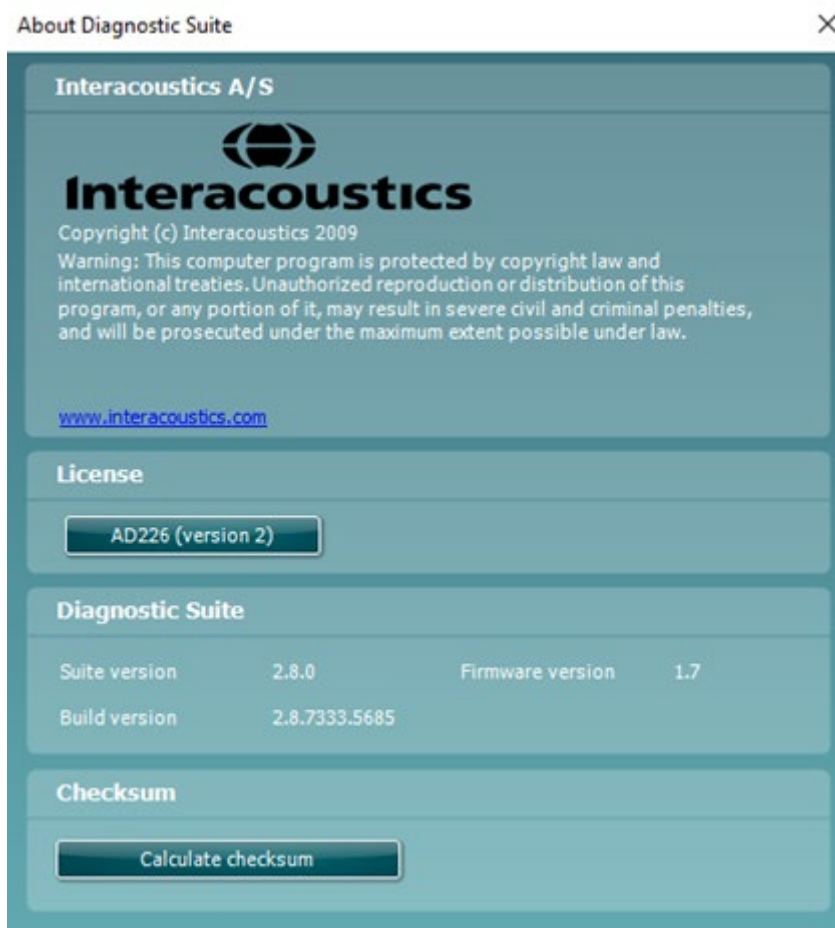 About Diagnostic Suite
Interacoustics A/S
Interacoustics
Copyright (c) Interacoustics 2009
Warning: This computer program is protected by copyright law and
international treaties. Unauthorized reproduction or distribution of this
program, or any portion of it, may result in severe civil and criminal penalties,
and will be prosecuted under the maximum extent possible under law.
www.interacoustics.com
License
AD226 (version 2)
Diagnostic Suite
Suite version 2.8.0 Firmware version 1.7
Build version 2.8.7333.5685
Checksum
Calculate checksum